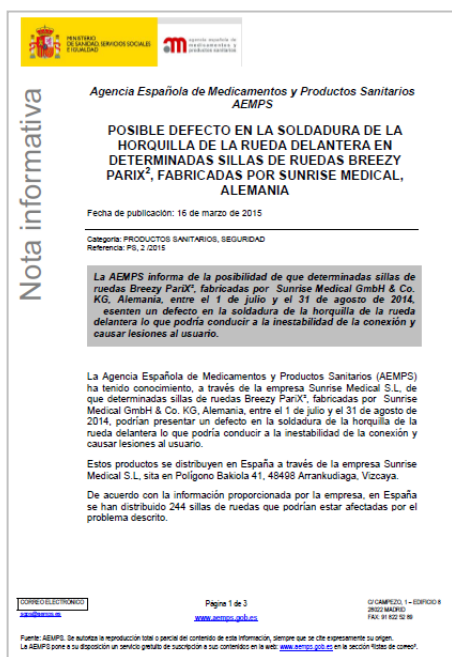 MINISTERIO
DE SANIDAD, SERVICIOS SOCIALES
E IGUALDAD
agencia española de
medicamentos y
productos sanitarios
Nota informativa
Agencia Española de Medicamentos y Productos Sanitarios
AEMPS
POSIBLE DEFECTO EN LA SOLDADURA DE LA
HORQUILLA DE LA RUEDA DELANTERA EN
DETERMINADAS SILLAS DE RUEDAS BREEZY
PARIX², FABRICADAS POR SUNRISE MEDICAL,
ALEMANIA
Fecha de publicación: 16 de marzo de 2015
Categoría: PRODUCTOS SANITARIOS, SEGURIDAD
Referencia: PS, 2 /2015
La AEMPS informa de la posibilidad de que determinadas sillas de
ruedas Breezy PariX², fabricadas por Sunrise Medical GmbH & Co.
KG, Alemania, entre el 1 de julio y el 31 de agosto de 2014,
esenten un defecto en la soldadura de la horquilla de la rueda
delantera lo que podría conducir a la inestabilidad de la conexión y
causar lesiones al usuario.
La Agencia Española de Medicamentos y Productos Sanitarios (AEMPS)
ha tenido conocimiento, a través de la empresa Sunrise Medical S.L, de
que determinadas sillas de ruedas Breezy PariX², fabricadas por Sunrise
Medical GmbH & Co. KG, Alemania, entre el 1 de julio y el 31 de agosto de
2014, podrían presentar un defecto en la soldadura de la horquilla de la
rueda delantera lo que podría conducir a la inestabilidad de la conexión y
causar lesiones al usuario.
Estos productos se distribuyen en España a través de la empresa Sunrise
Medical S.L, sita en Polígono Bakiola 41, 48498 Arrankudiaga, Vizcaya.
De acuerdo con la información proporcionada por la empresa, en España
se han distribuido 244 sillas de ruedas que podrían estar afectadas por el
problema descrito.
CORREO ELECTRÓNICO
Página 1 de 3
www.aemps.gob.es
C/ CAMPEZO, 1 – EDIFICIO 8
28022 MADRID
FAX: 91 822 52 89
Fuente: AEMPS. Se autoriza la reproducción total o parcial del contenido de esta información, siempre que se cite expresamente su origen.
La AEMPS pone a su disposición un servicio gratuito de suscripción a sus contenidos en la web: www.aemps.gob.es en la sección "listas de correo".